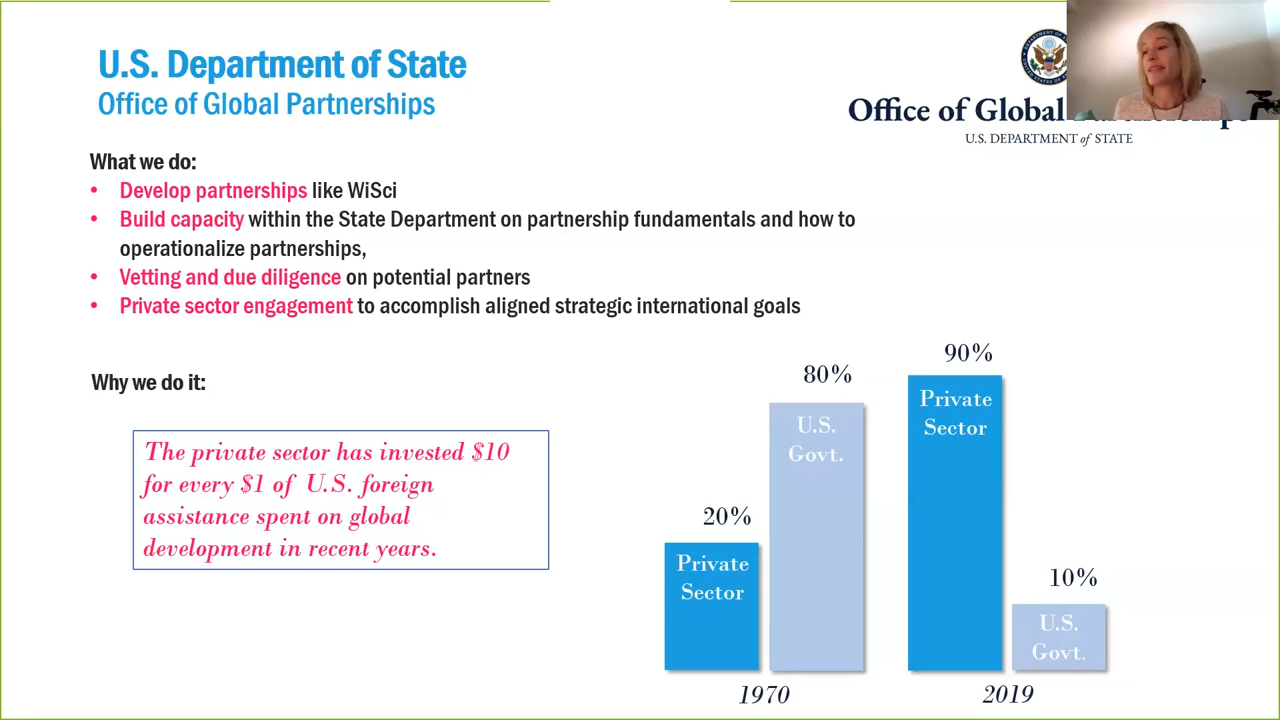 U.S. Department of State
Office of Global Partnerships
Office of Global
U.S. DEPARTMENT of STATE
What we do:
• Develop partnerships like WiSci
• Build capacity within the State Department on partnership fundamentals and how to
operationalize partnerships,
• Vetting and due diligence on potential partners
• Private sector engagement to accomplish aligned strategic international goals
Why we do it:
The private sector has invested $10
for every $1 of U.S. foreign
assistance spent on global
development in recent years.
20%
Private
Sector
80%
U.S.
Govt.
1970
90%
Private
Sector
10%
U.S.
Govt.
2019